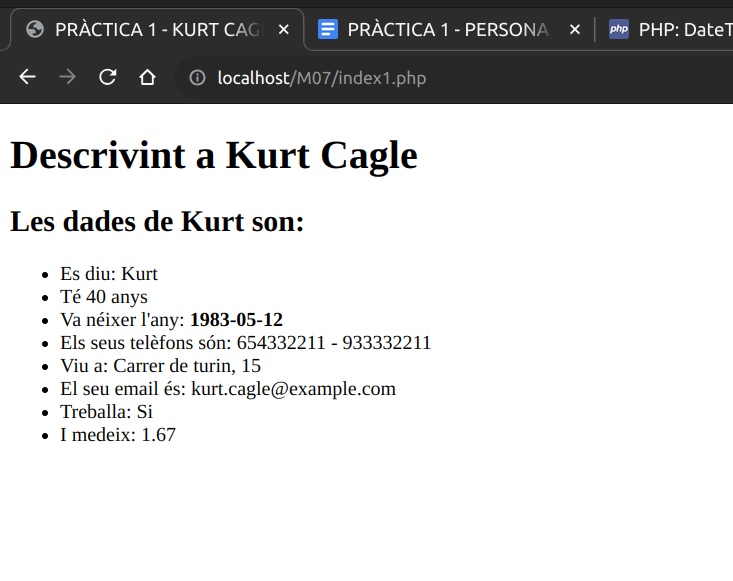 PRÀCTICA 1 - KURT CAG
PRÀCTICA 1 - PERSONA
php
PHP: DateT
localhost/M07/index1.php
Descrivint a Kurt Cagle
Les dades de Kurt son:
Es diu: Kurt
Té 40 anys
Va néixer l'any: 1983-05-12
Els seus telèfons són: 654332211 - 933332211
Viu a: Carrer de turin, 15
El seu email és: kurt.cagle@example.com
Treballa: Si
I medeix: 1.67